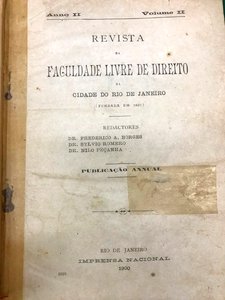 Anno II Volume II
REVISTA
DA
FACULDADE LIVRE DE DIREITO
DA
CIDADE DO RIO DE JANEIRO
REDACTORES
DR. FREDERICO A. BORGES
DR. SYLVIO ROMERO
DR. NILO PEÇANHA
PUBLICAÇÃO ANNUAL
RIO DE JANEIRO
IMPRENSA NACIONAL
1900